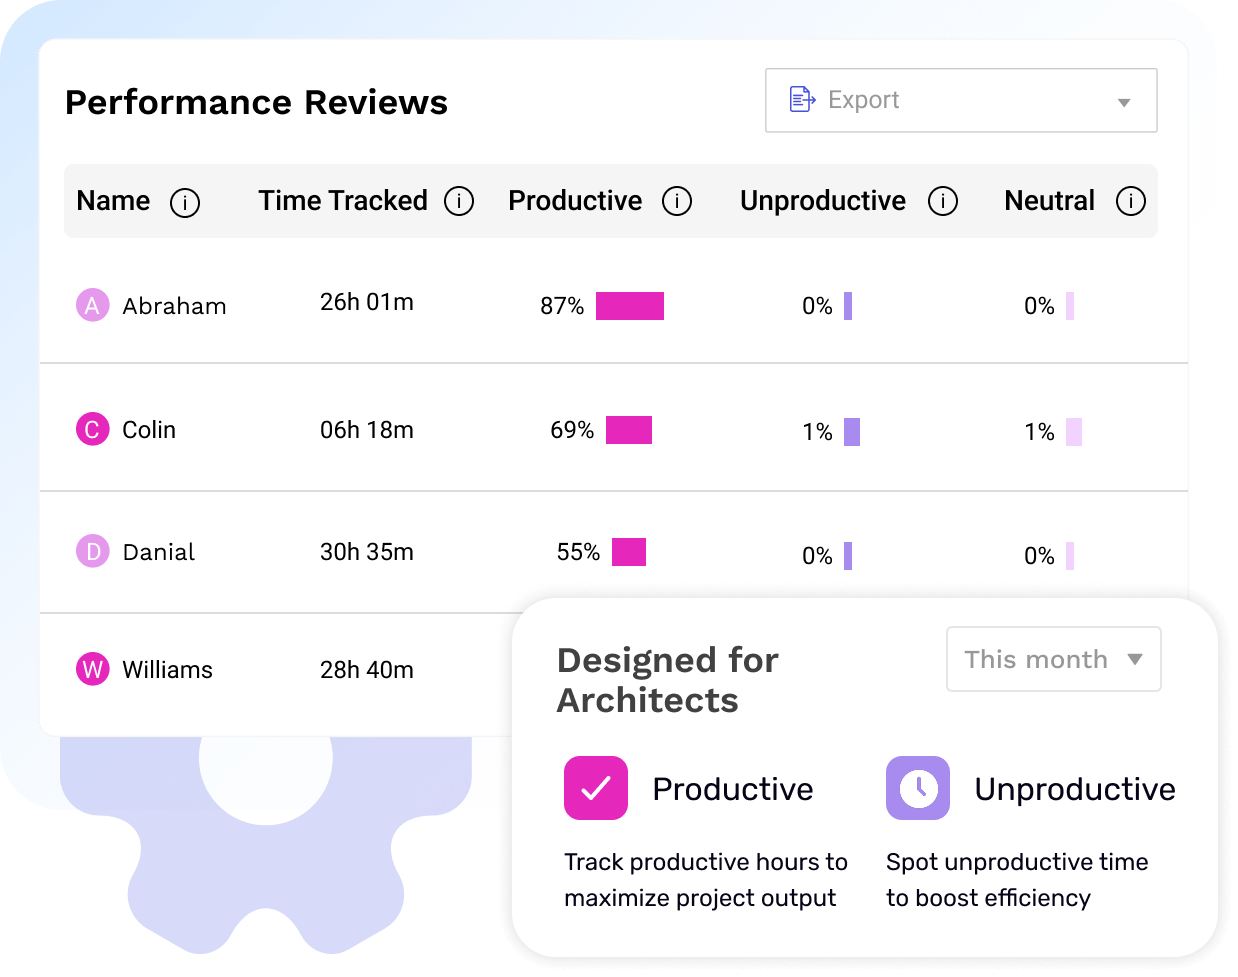 Performance Reviews
Export
Name Time Tracked Productive Unproductive Neutral
A Abraham 26h 01m 87% 0% 0%
C Colin 06h 18m 69% 1% 1%
D Danial 30h 35m 55% 0% 0%
W Williams 28h 40m
Designed for
Architects
This month
Productive
Track productive hours to
maximize project output
Unproductive
Spot unproductive time
to boost efficiency